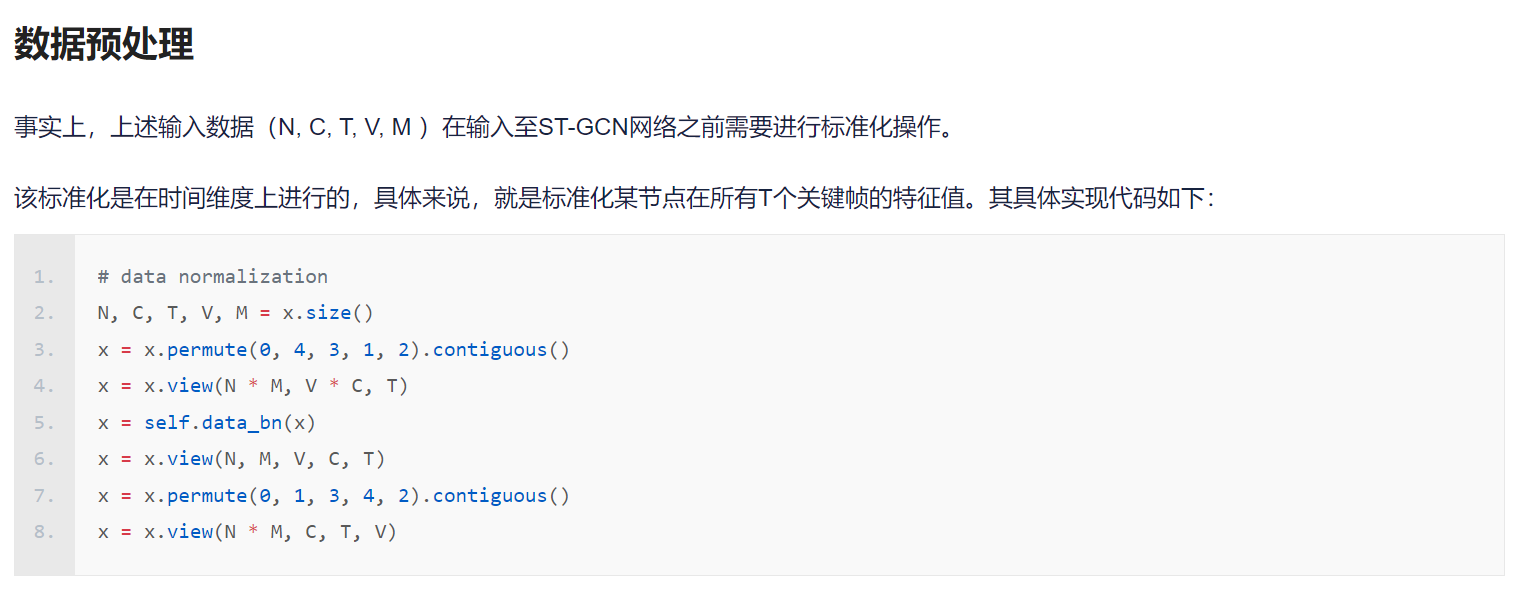 数据预处理
事实上，上述输入数据（N, C, T, V, M ）在输入至ST-GCN网络之前需要进行标准化操作。
该标准化是在时间维度上进行的，具体来说，就是标准化某节点在所有T个关键帧的特征值。其具体实现代码如下：
1. # data normalization
2. N, C, T, V, M = x.size()
3. x = x.permute(0, 4, 3, 1, 2).contiguous()
4. x = x.view(N * M, V * C, T)
5. x = self.data_bn(x)
6. x = x.view(N, M, V, C, T)
7. x = x.permute(0, 1, 3, 4, 2).contiguous()
8. x = x.view(N * M, C, T, V)